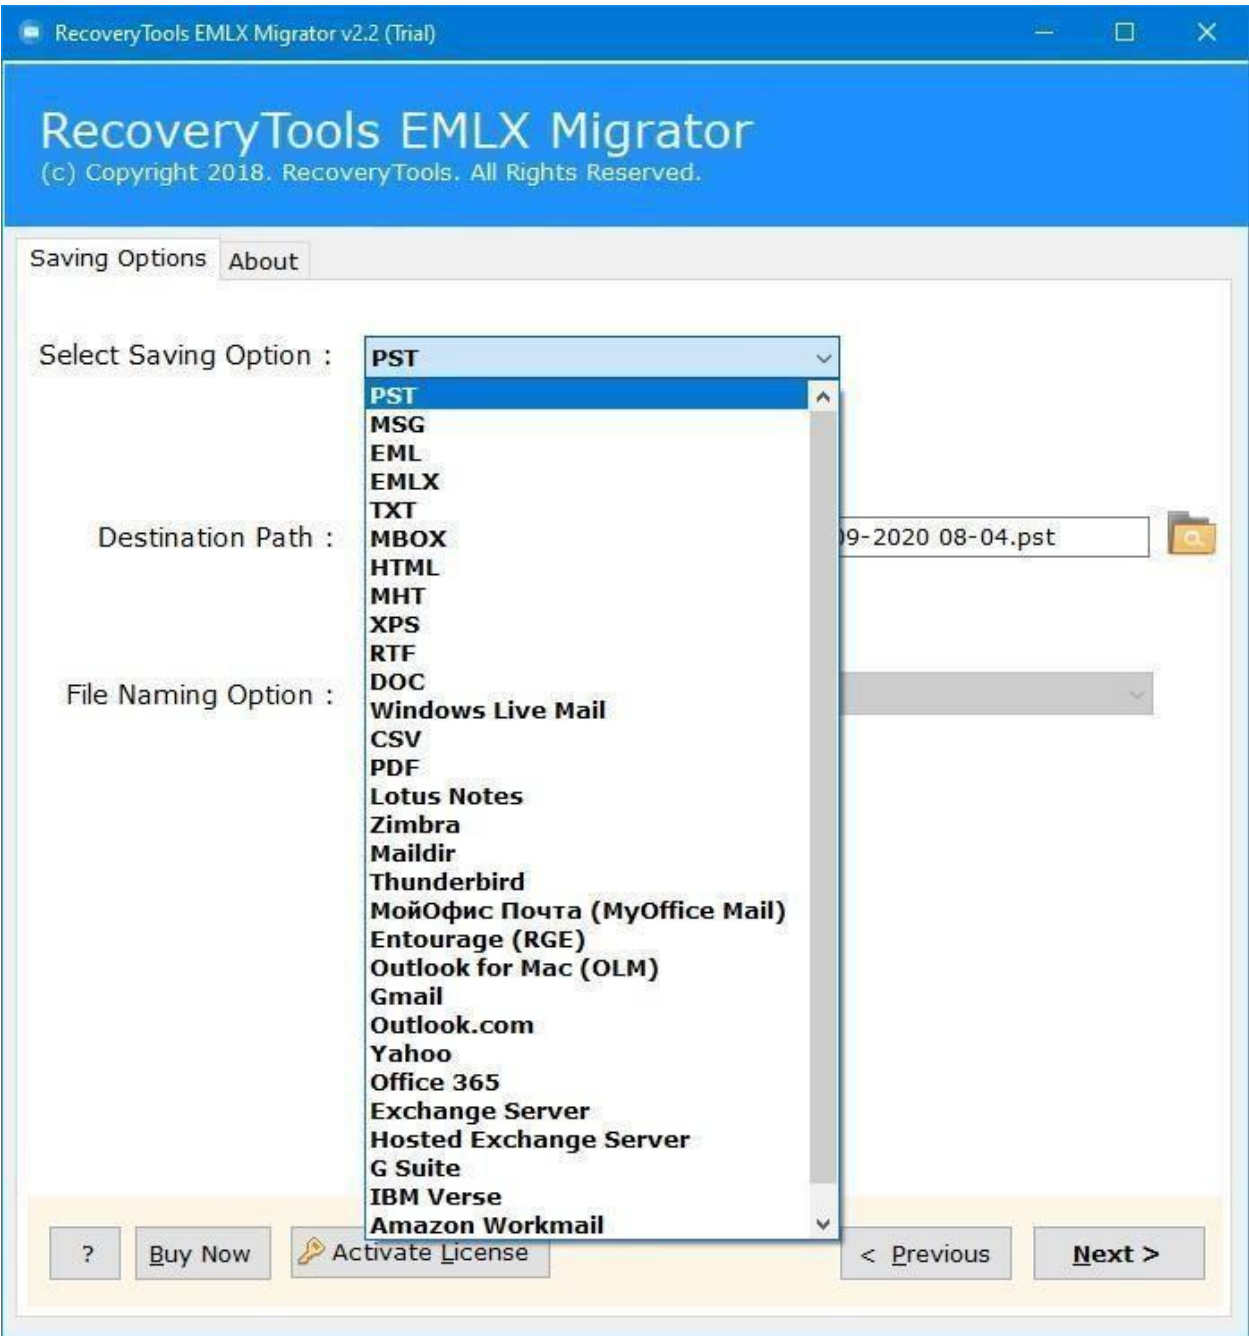 RecoveryTools EMLX Migrator v2.2 (Trial)
RecoveryTools EMLX Migrator
(c) Copyright 2018. RecoveryTools. All Rights Reserved.
Saving Options
About
Select Saving Option :
PST
PST
MSG
EML
EMLX
TXT
MBOX
HTML
MHT
XPS
RTF
DOC
Windows Live Mail
CSV
PDF
Lotus Notes
Zimbra
Maildir
Thunderbird
МойОфис Почта (MyOffice Mail)
Entourage (RGE)
Outlook for Mac (OLM)
Gmail
Outlook.com
Yahoo
Office 365
Exchange Server
Hosted Exchange Server
G Suite
IBM Verse
Amazon Workmail
Destination Path :
09-2020 08-04.pst
File Naming Option :
?
Buy Now
Activate License
< Previous
Next >